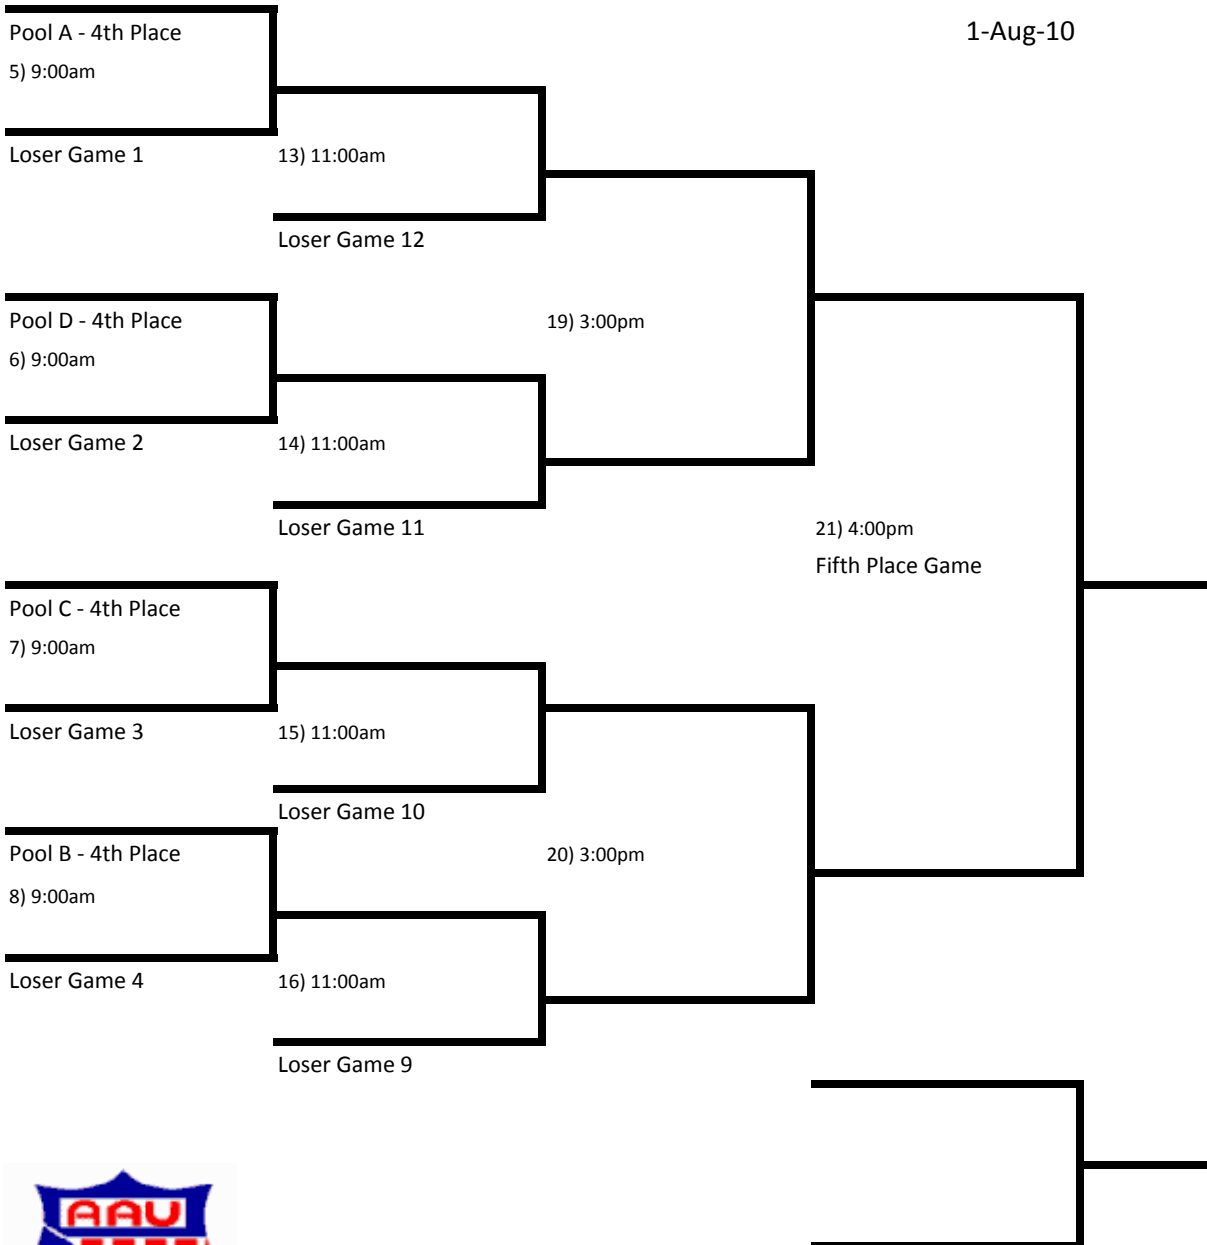 Pool A - 4th Place
1-Aug-10
5) 9:00am
Loser Game 1
13) 11:00am
Loser Game 12
Pool D - 4th Place
19) 3:00pm
6) 9:00am
Loser Game 2
14) 11:00am
Loser Game 11
21) 4:00pm
Fifth Place Game
Pool C - 4th Place
7) 9:00am
Loser Game 3
15) 11:00am
Loser Game 10
Pool B - 4th Place
20) 3:00pm
8) 9:00am
Loser Game 4
16) 11:00am
Loser Game 9
AAU